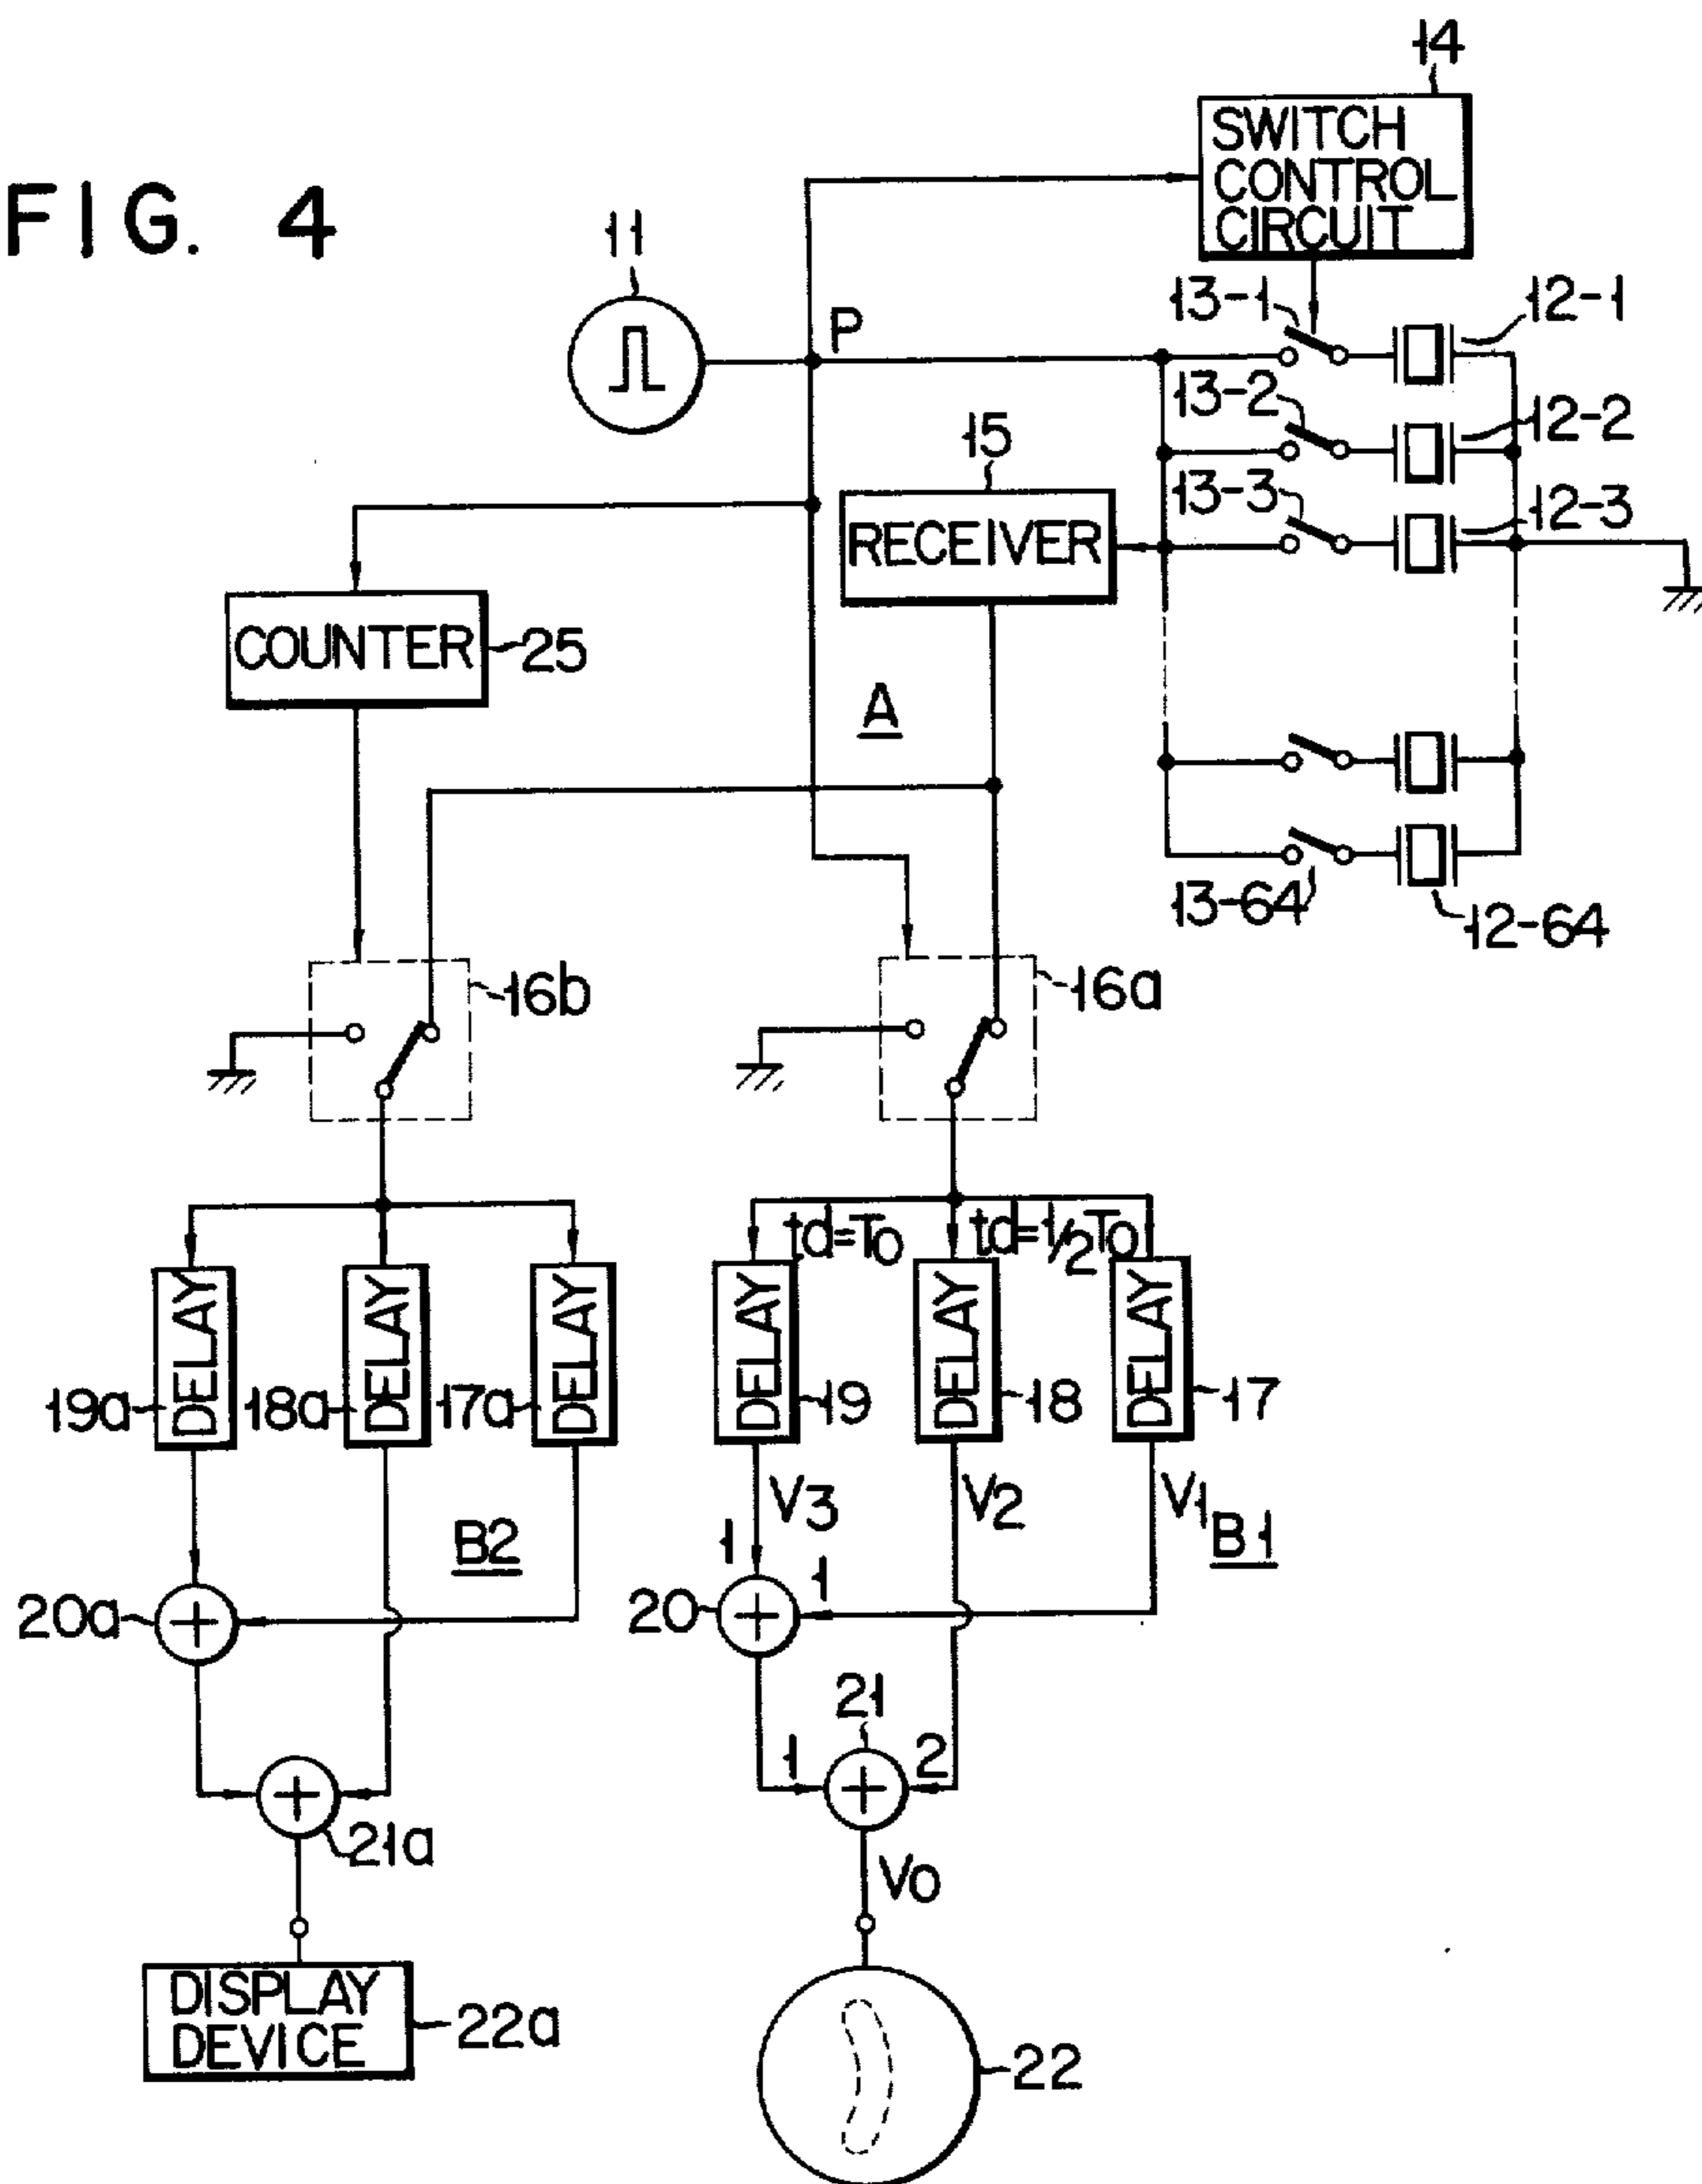 FIG. 4
14
SWITCH
CONTROL
CIRCUIT
11
P
13-1
12-1
13-2
12-2
15
13-3
12-3
RECEIVER
COUNTER
25
A
13-64
12-64
16b
16a
td=To
td=1/2To
DELAY
DELAY
DELAY
DELAY
DELAY
DELAY
19a
18a
17a
19
18
17
V3
V2
V1
B2
B1
1
1
20a
20
21
1
2
21a
Vo
DISPLAY
DEVICE
22a
22